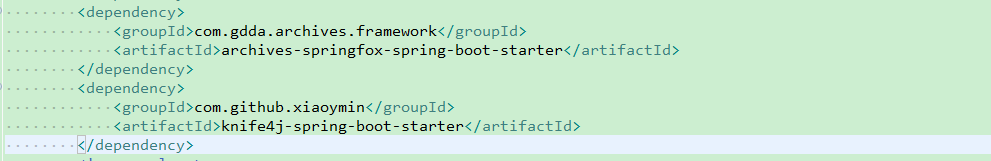 <dependency>
<groupId>com.gdda.archives.framework</groupId>
<artifactId>archives-springfox-spring-boot-starter</artifactId>
</dependency>
<dependency>
<groupId>com.github.xiaoymin</groupId>
<artifactId>knife4j-spring-boot-starter</artifactId>
</dependency>